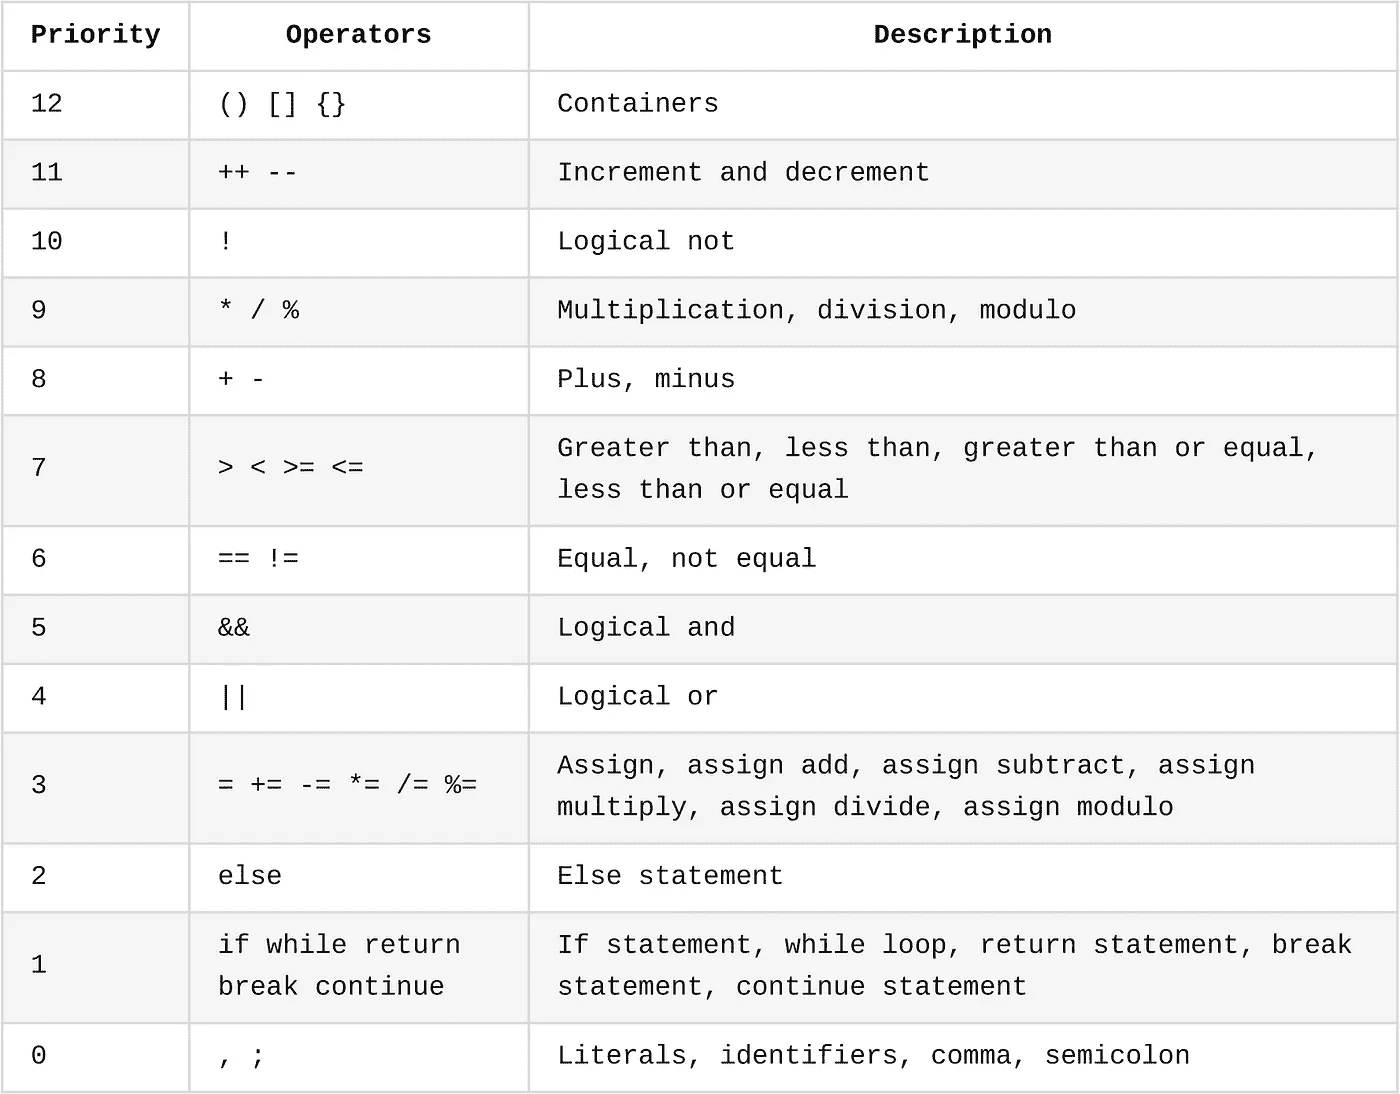 Priority Operators Description
12 () [] {} Containers
11 ++ -- Increment and decrement
10 ! Logical not
9 * / % Multiplication, division, modulo
8 + - Plus, minus
7 > < >= <= Greater than, less than, greater than or equal,
less than or equal
6 == != Equal, not equal
5 && Logical and
4 || Logical or
3 = += -= *= /= %= Assign, assign add, assign subtract, assign
multiply, assign divide, assign modulo
2 else Else statement
1 if while return If statement, while loop, return statement, break
break continue statement, continue statement
0 , ; Literals, identifiers, comma, semicolon